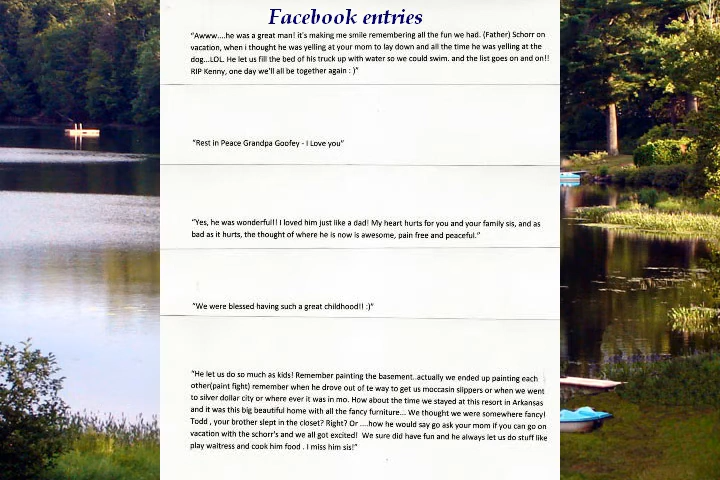 Facebook entries
"Awww....he was a great man! it's making me smile remembering all the fun we had. (Father) Schorr on
vacation, when i thought he was yelling at your mom to lay down and all the time he was yelling at the
dog...LOL. He let us fill the bed of his truck up with water so we could swim. and the list goes on and on!!
RIP Kenny, one day we'll all be together again : )"
"Rest in Peace Grandpa Goofey - I Love you"
"Yes, he was wonderful!! I loved him just like a dad! My heart hurts for you and your family sis, and as
bad as it hurts, the thought of where he is now is awesome, pain free and peaceful."
"We were blessed having such a great childhood!! :)"
"He let us do so much as kids! Remember painting the basement..actually we ended up painting each
other(paint fight) remember when he drove out of te way to get us moccasin slippers or when we went
to silver dollar city or where ever it was in mo. How about the time we stayed at this resort in Arkansas
and it was this big beautiful home with all the fancy furniture... We thought we were somewhere fancy!
Todd , your brother slept in the closet? Right? Or ....how he would say go ask your mom if you can go on
vacation with the schorr's and we all got excited!  We sure did have fun and he always let us do stuff like
play waitress and cook him food . I miss him sis!"